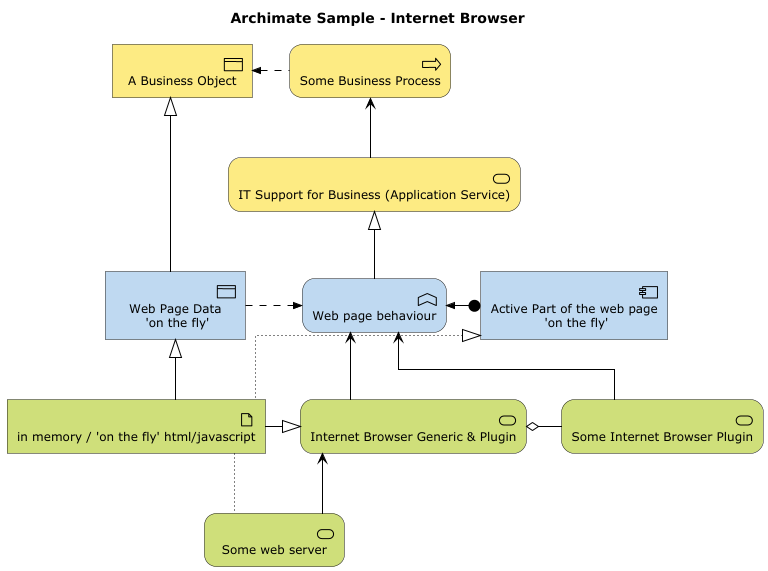 Archimate Sample - Internet Browser
A Business Object
Some Business Process
IT Support for Business (Application Service)
Web Page Data
'on the fly'
Web page behaviour
Active Part of the web page
'on the fly'
in memory / 'on the fly' html/javascript
Internet Browser Generic & Plugin
Some Internet Browser Plugin
Some web server